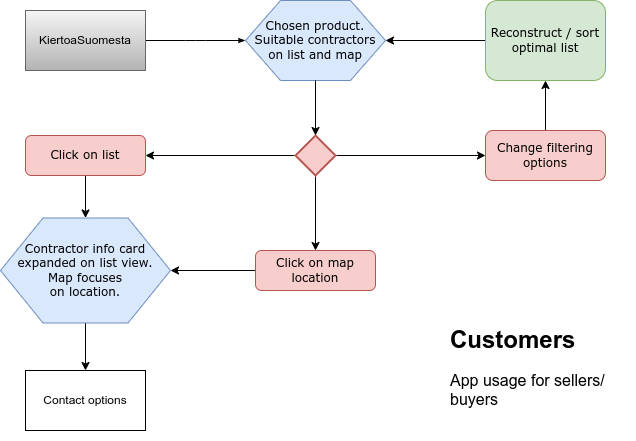 KiertoaSuomesta
Chosen product.
Suitable contractors
on list and map
Reconstruct / sort
optimal list
Click on list
Change filtering
options
Contractor info card
expanded on list view.
Map focuses
on location.
Click on map
location
Customers
App usage for sellers/
buyers
Contact options